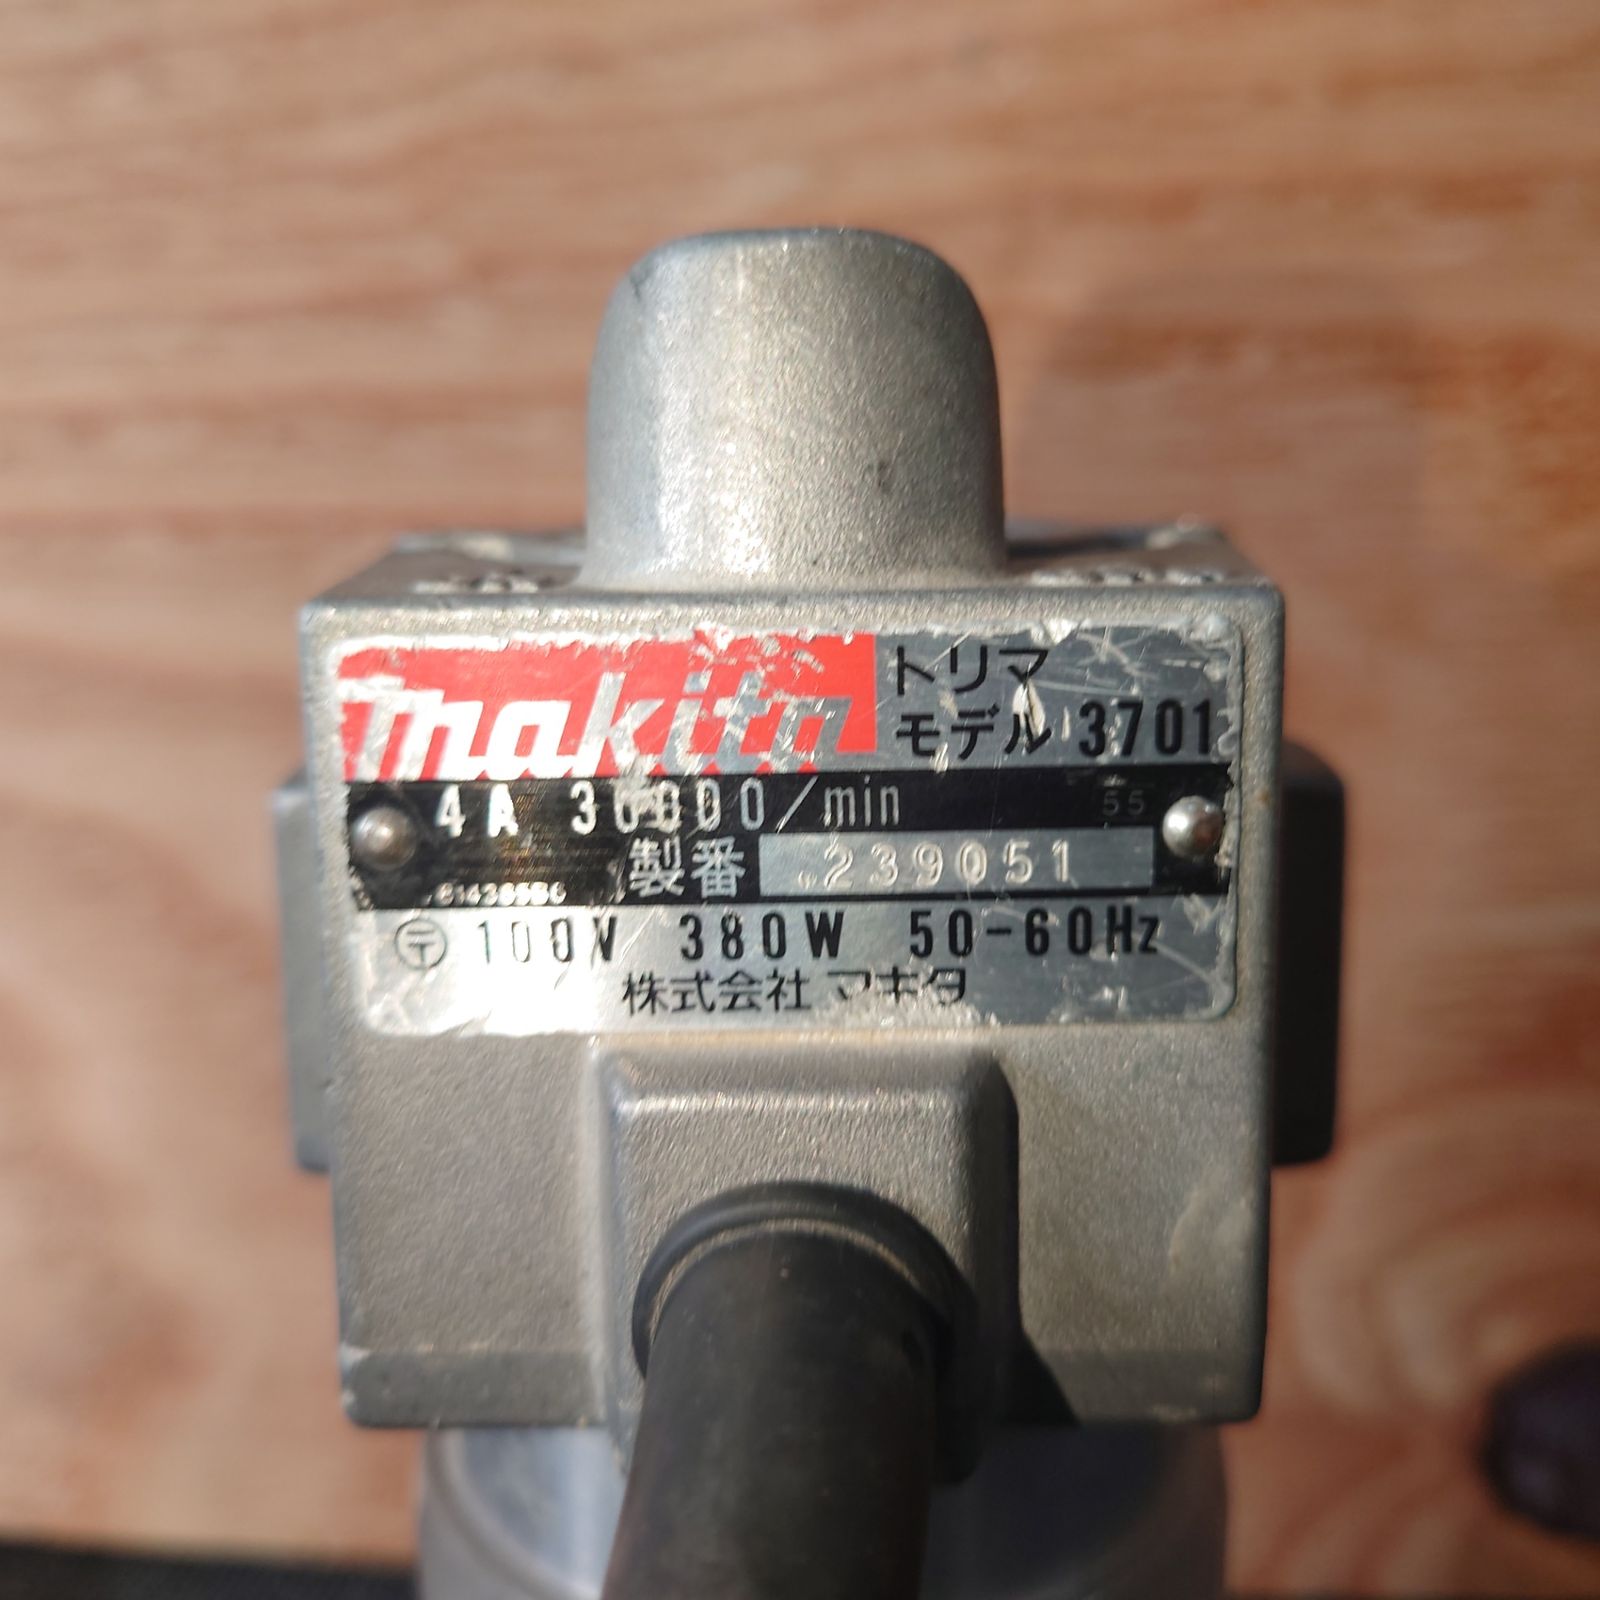 makita
トリマ
モデル 3701
4A 30000/min
55
製番 239051
100V 380W 50-60Hz
株式会社 マキタ